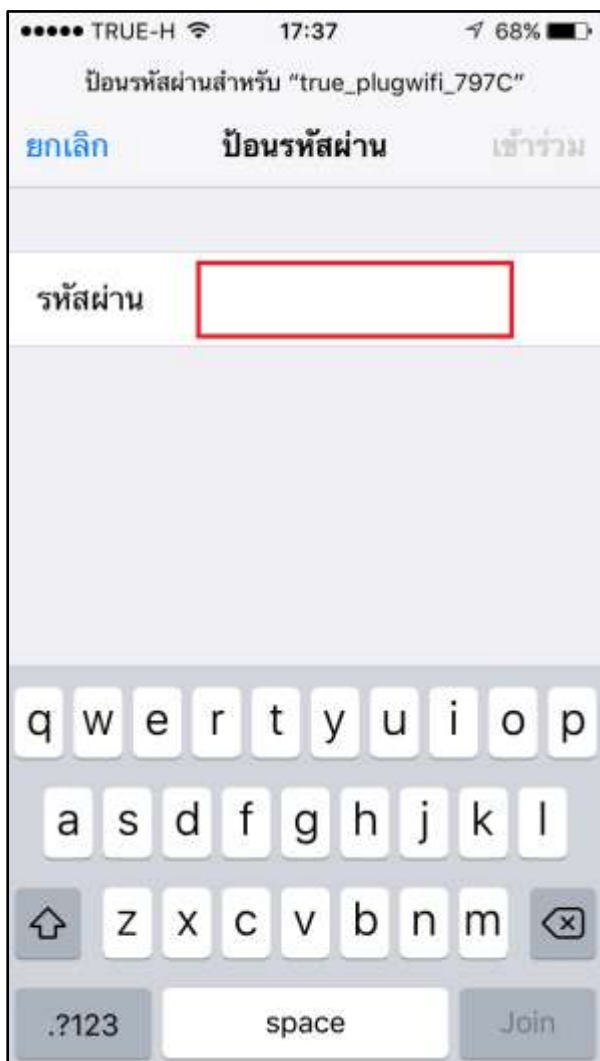 TRUE-H 17:37 68%
ป้อนรหัสผ่านสำหรับ “true_plugwifi_797C”
ยกเลิก ป้อนรหัสผ่าน เข้าร่วม
รหัสผ่าน
q w e r t y u i o p
a s d f g h j k l
z x c v b n m
.?123 space Join